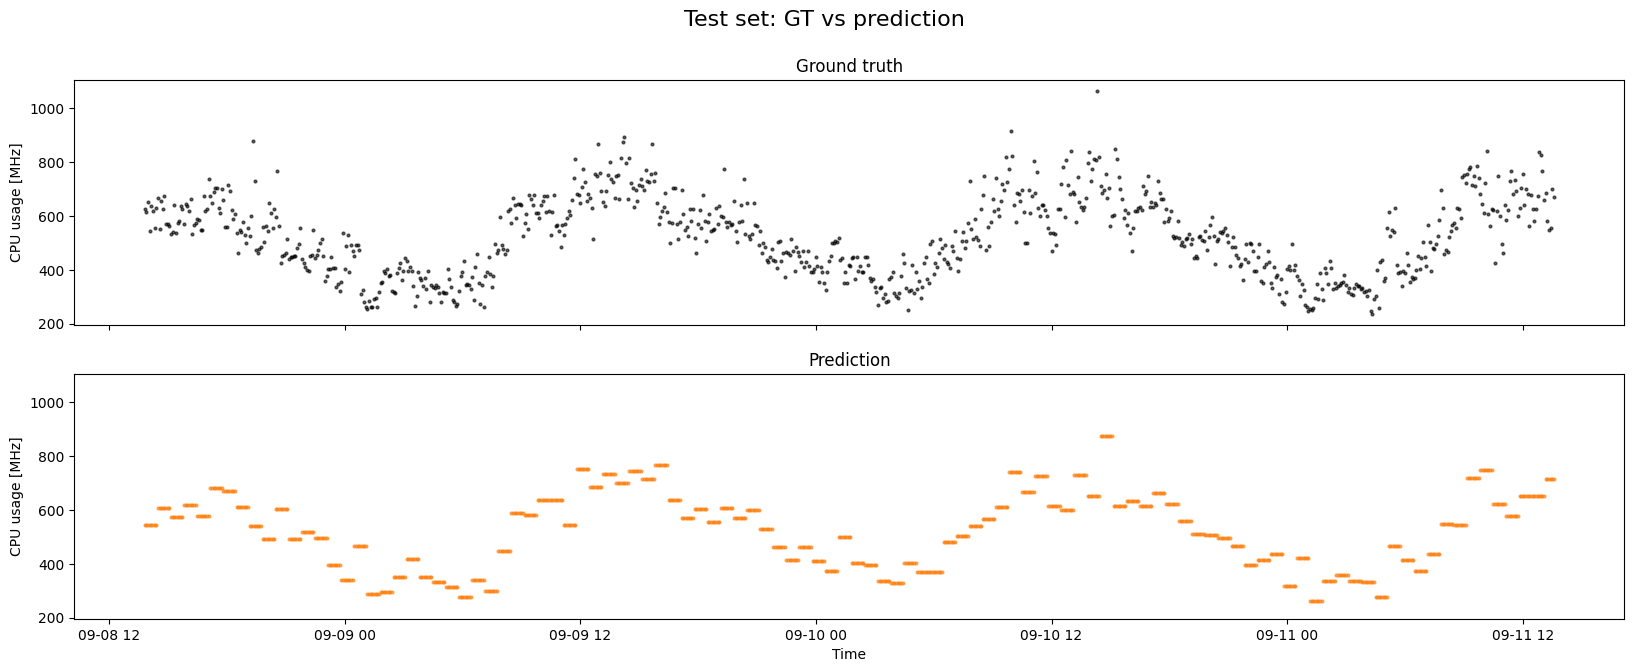 Test set: GT vs prediction
Ground truth
CPU usage [MHz]
1000
800
600
400
200
Prediction
CPU usage [MHz]
1000
800
600
400
200
09-08 12
09-09 00
09-09 12
09-10 00
09-10 12
09-11 00
09-11 12
Time